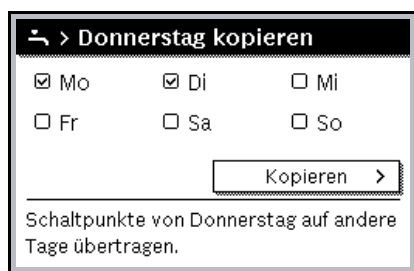 > Donnerstag kopieren
Mo Di Mi
Fr Sa So
Kopieren >
Schaltpunkte von Donnerstag auf andere
Tage übertragen.